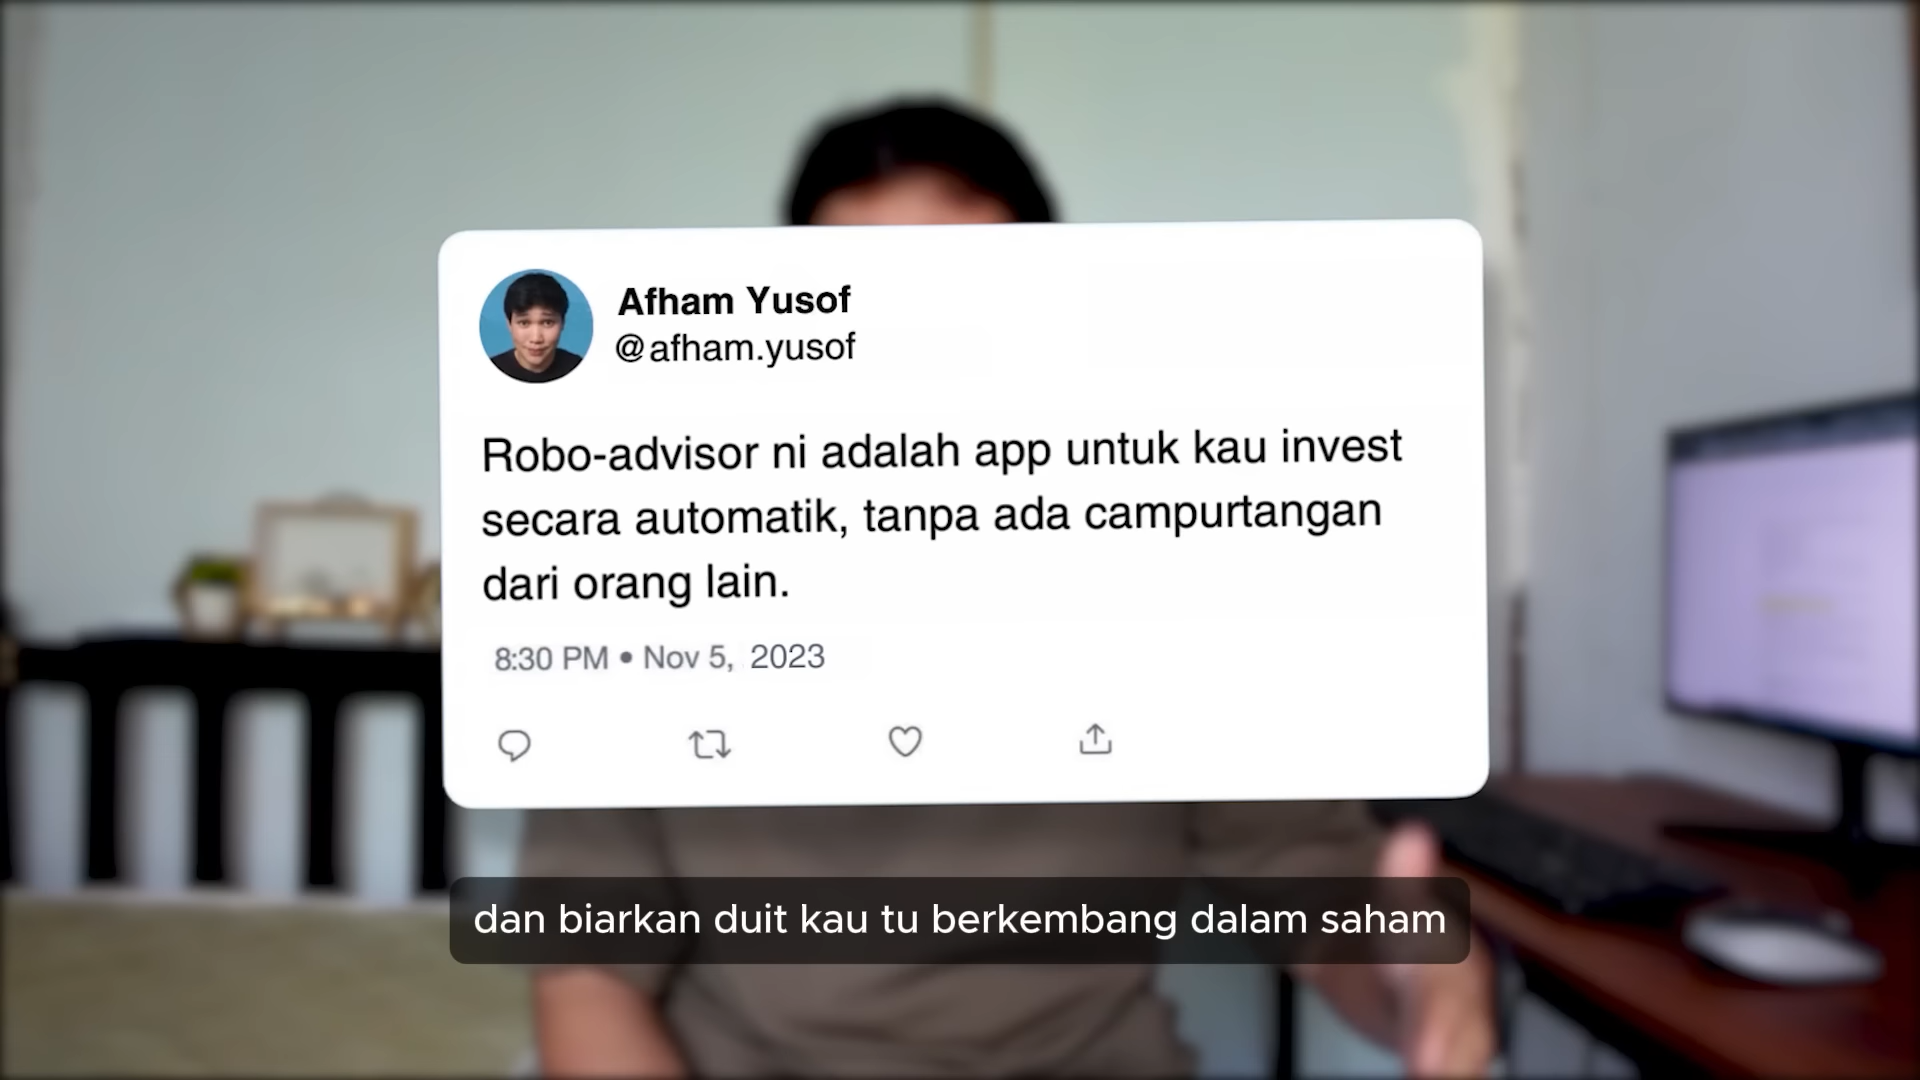 Afham Yusof
@afham.yusof
Robo-advisor ni adalah app untuk kau invest
secara automatik, tanpa ada campurtangan
dari orang lain.
8:30 PM • Nov 5, 2023
dan biarkan duit kau tu berkembang dalam saham